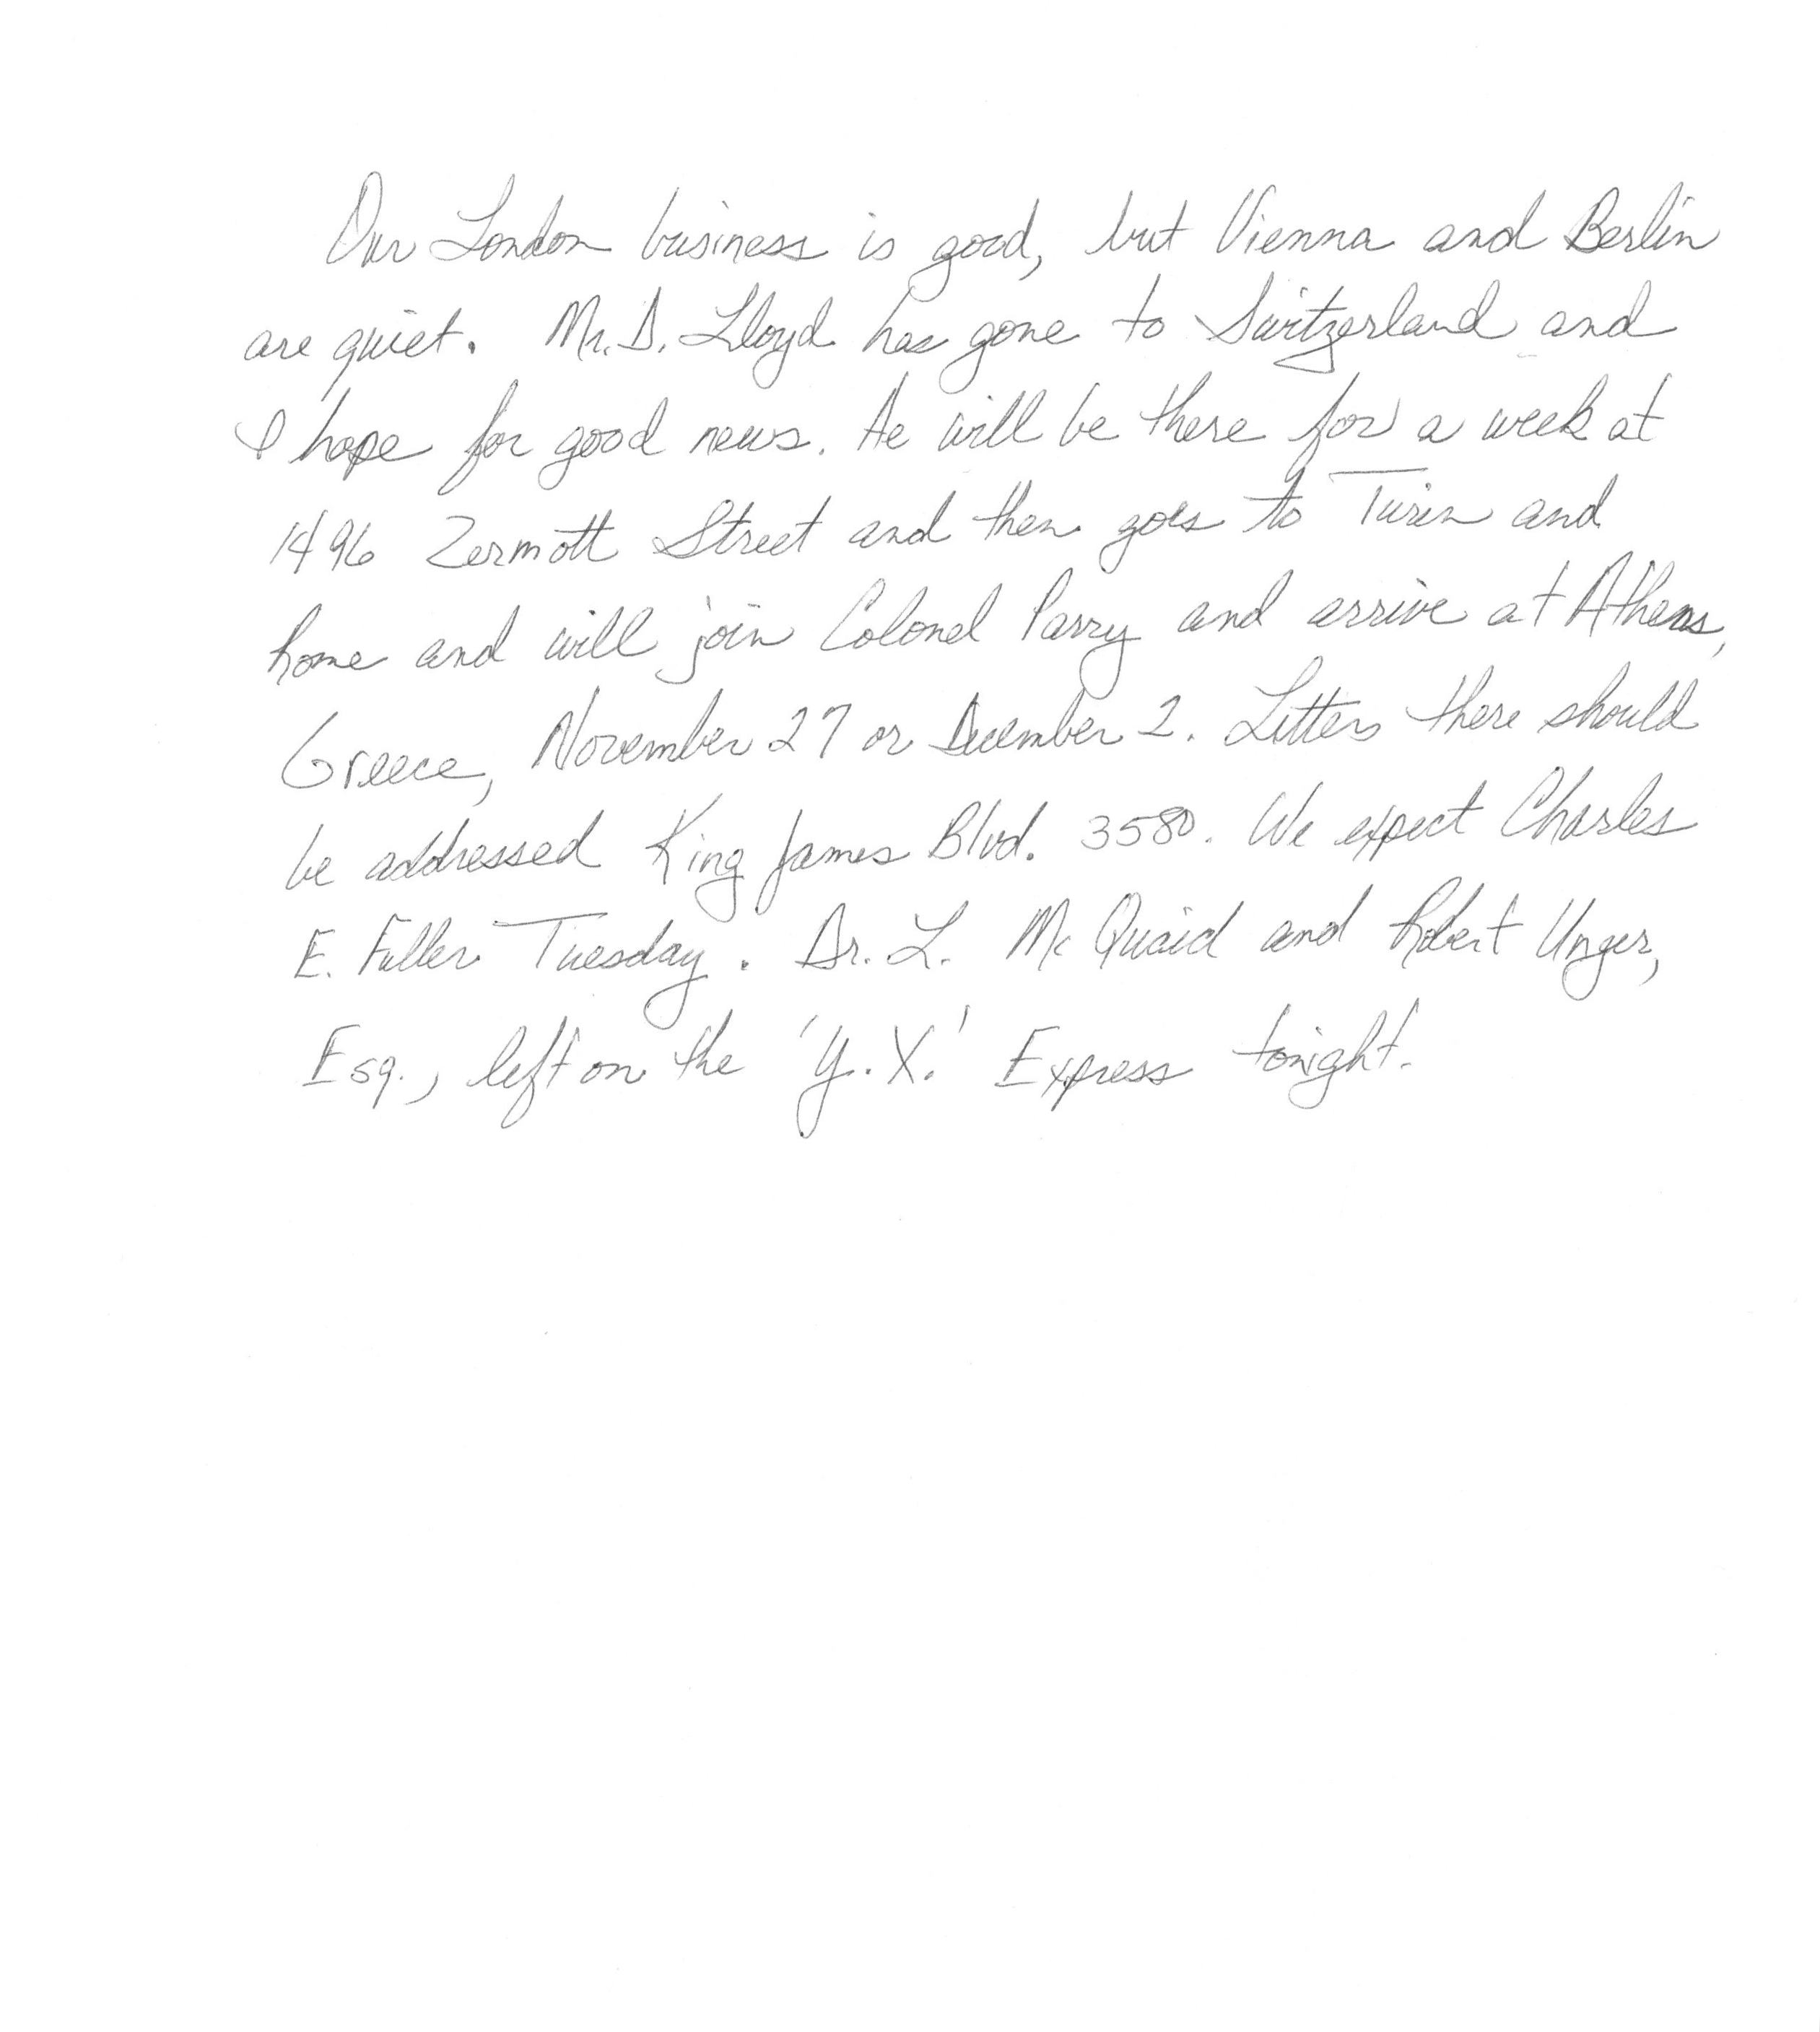 Our London business is good, but Vienna and Berlin
are quiet. Mr. D. Lloyd has gone to Switzerland and
I hope for good news. He will be there for a week at
1496 Zermott Street and then goes to Turin and
home and will join Colonel Parry and arrive at Athens,
Greece, November 27 or December 2. Letters there should
be addressed King James Blvd. 3580. We expect Charles
E. Fuller Tuesday. Dr. L. Mc Quaid and Robert Unger,
Esq., left on the 'Y.X.' Express tonight.